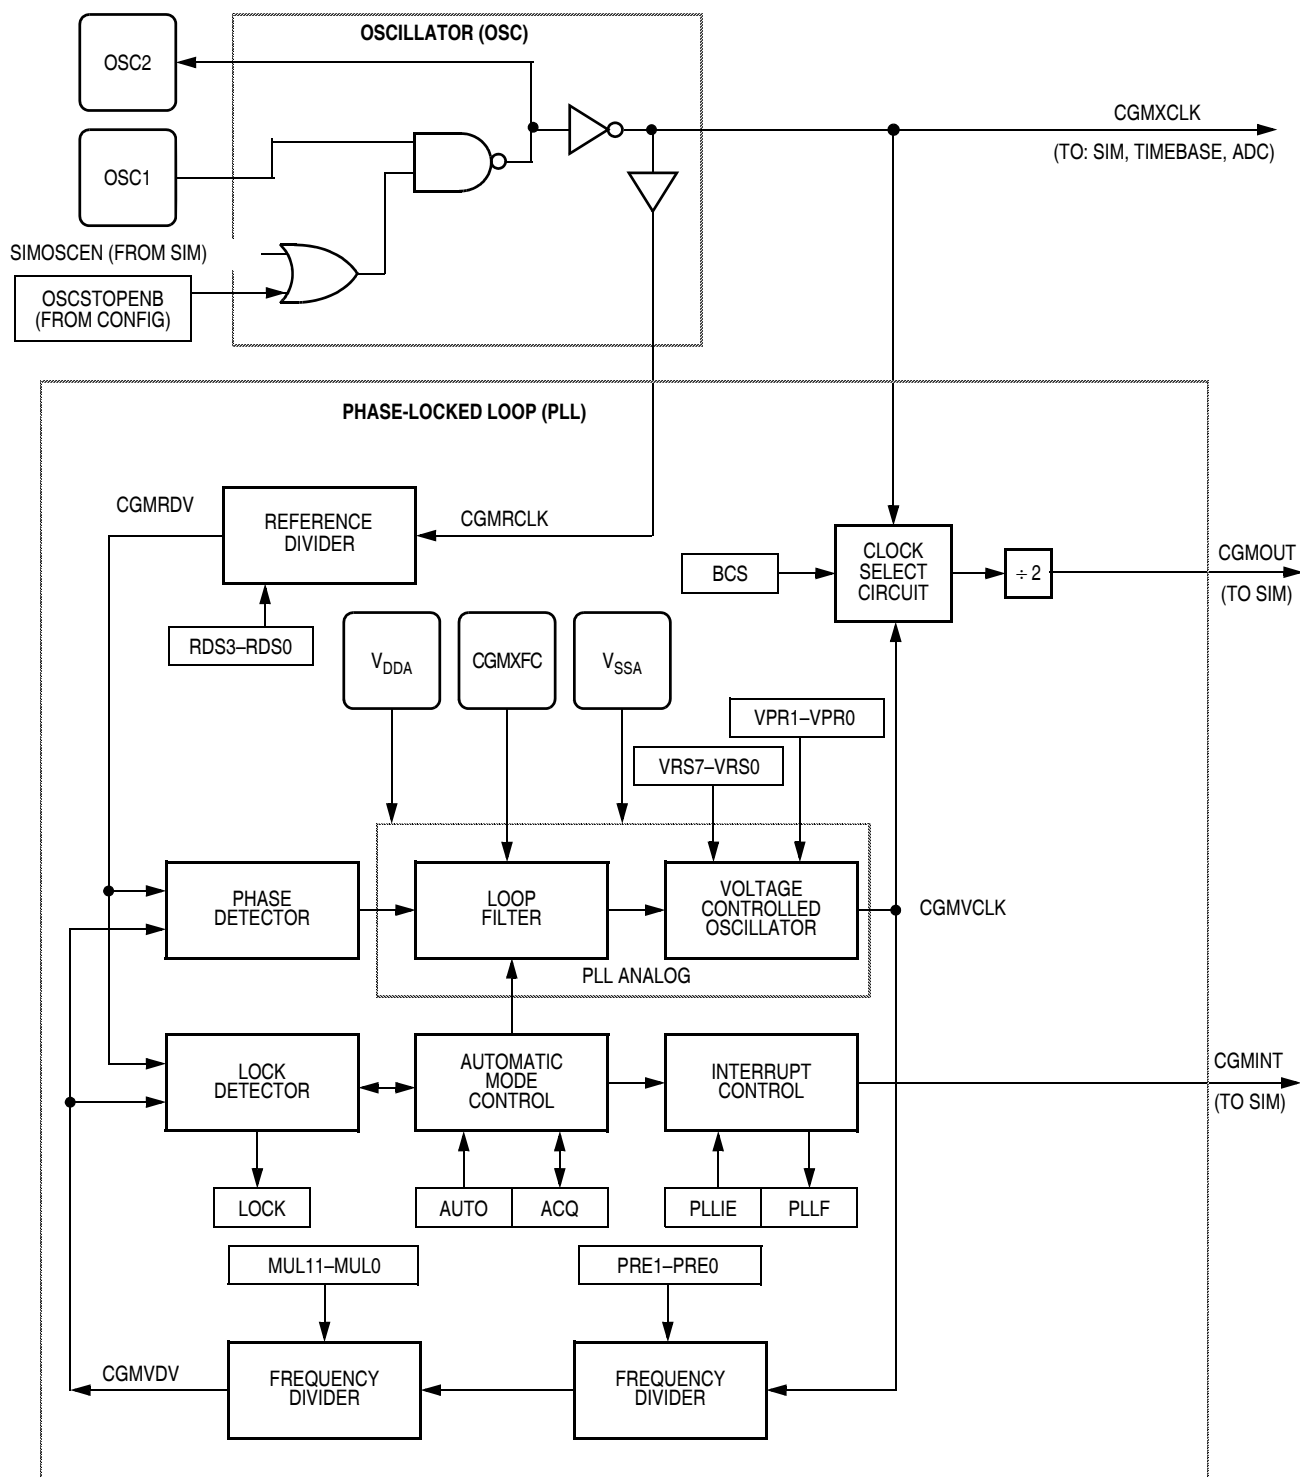 OSCILLATOR (OSC)
OSC2
OSC1
CGMXCLK
(TO: SIM, TIMEBASE, ADC)
SIMOSCEN (FROM SIM)
OSCSTOPENB
(FROM CONFIG)
PHASE-LOCKED LOOP (PLL)
CGMRDV
REFERENCE
DIVIDER
CGMRCLK
RDS3–RDS0
BCS
CLOCK
SELECT
CIRCUIT
÷ 2
CGMOUT
(TO SIM)
VDDA
CGMXFC
VSSA
VPR1–VPR0
VRS7–VRS0
PHASE
DETECTOR
LOOP
FILTER
VOLTAGE
CONTROLLED
OSCILLATOR
CGMVCLK
PLL ANALOG
LOCK
DETECTOR
AUTOMATIC
MODE
CONTROL
INTERRUPT
CONTROL
CGMINT
(TO SIM)
LOCK
AUTO
ACQ
PLLIE
PLLF
MUL11–MUL0
PRE1–PRE0
CGMVDV
FREQUENCY
DIVIDER
FREQUENCY
DIVIDER